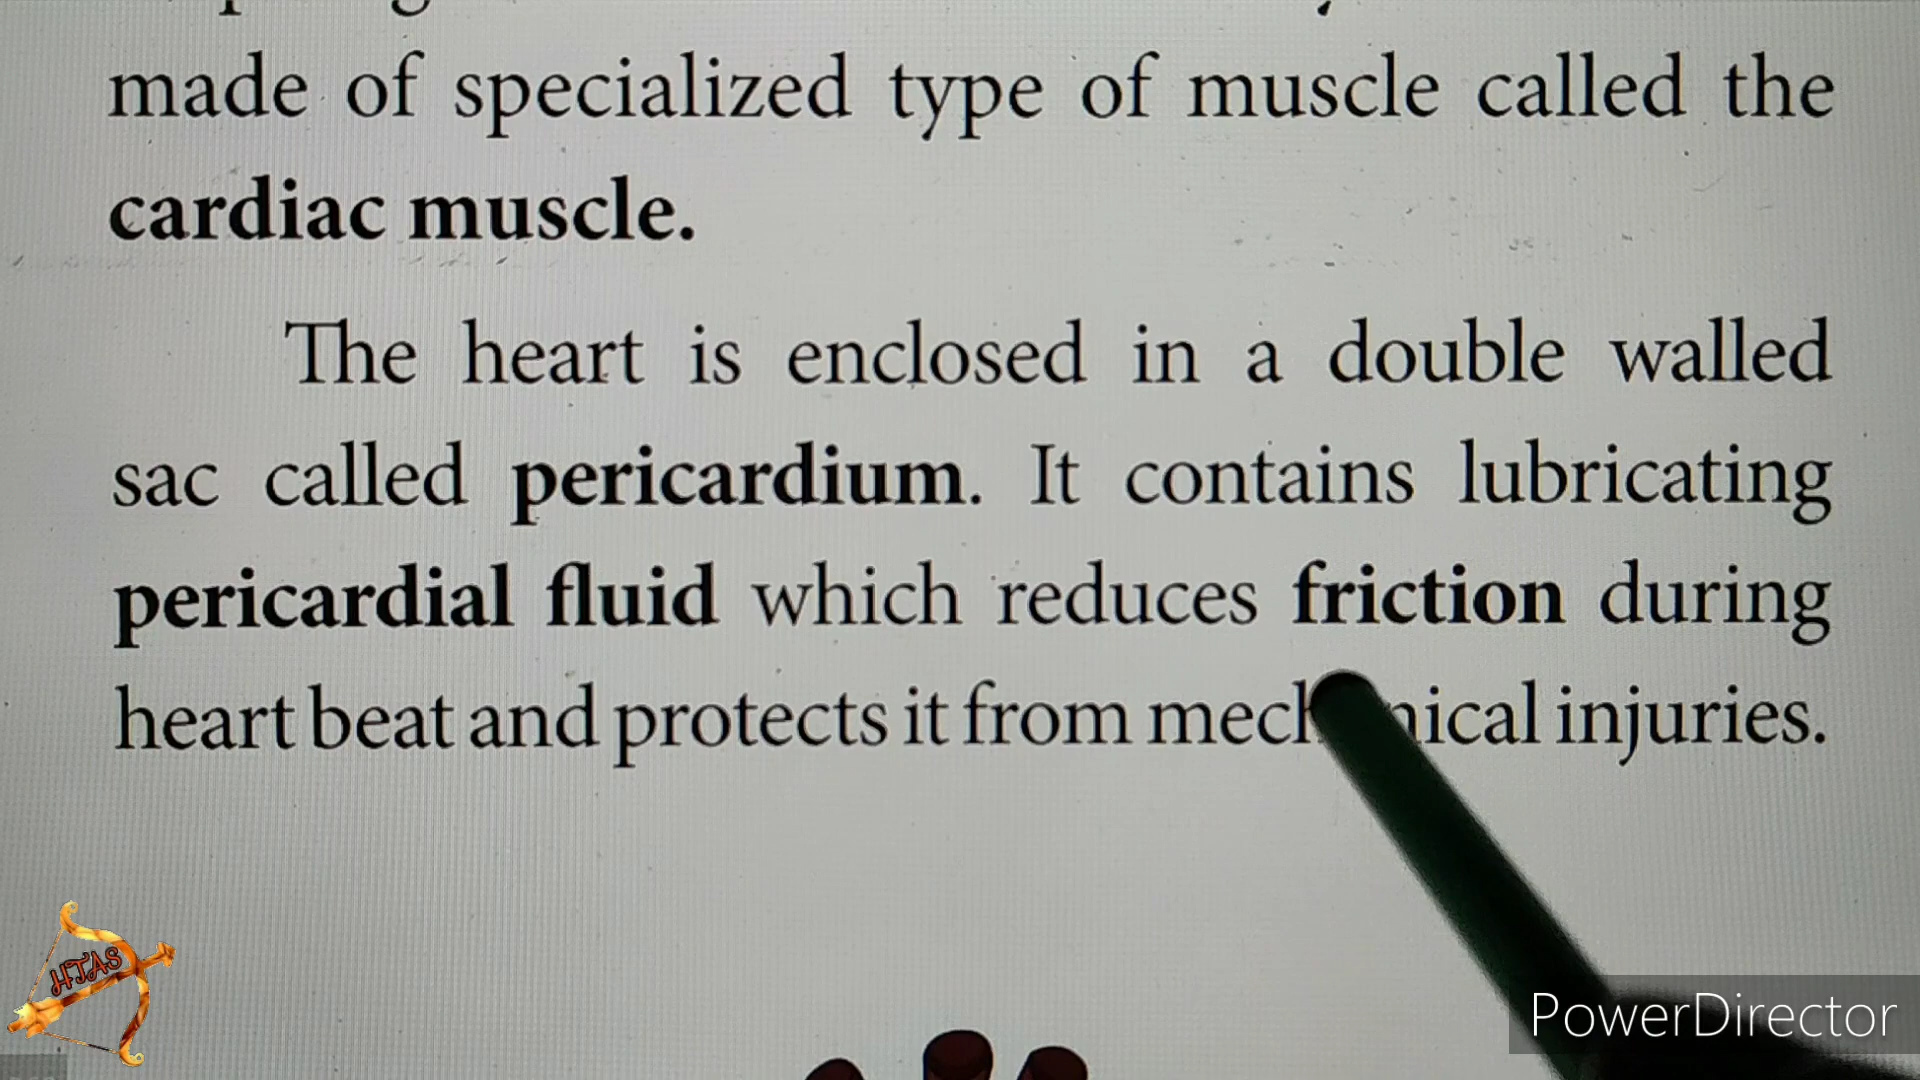 made of specialized type of muscle called the
cardiac muscle.
The heart is enclosed in a double walled
sac called pericardium. It contains lubricating
pericardial fluid which reduces friction during
heart beat and protects it from injuries.
HTAS
PowerDirector